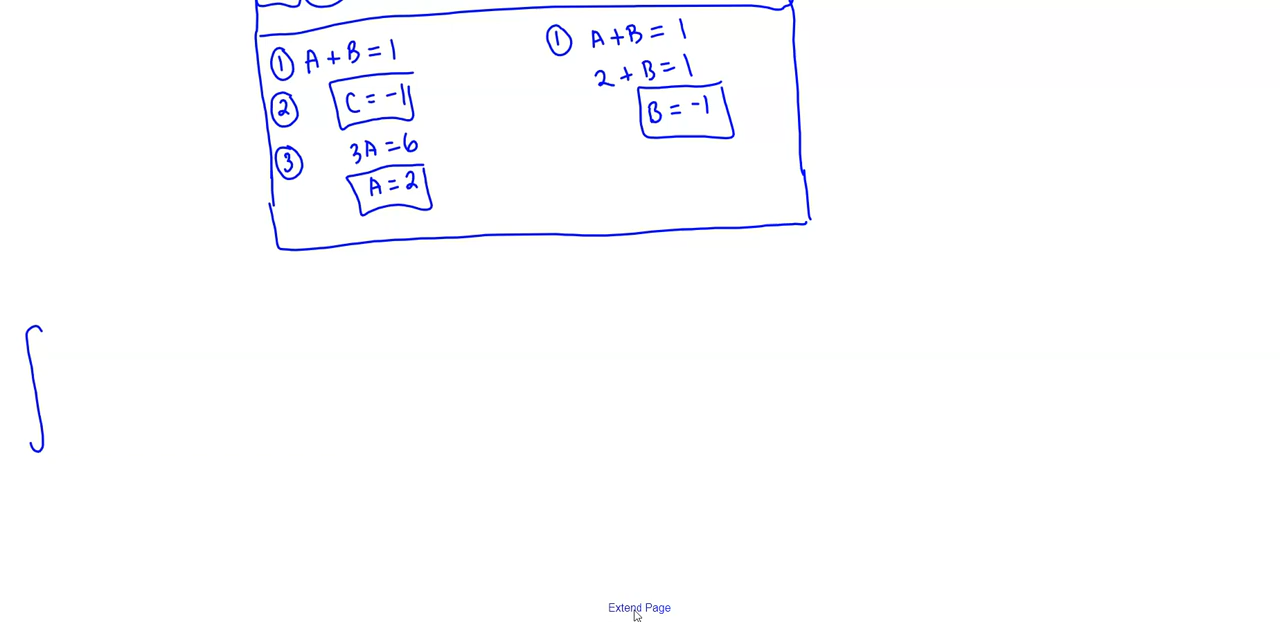 ① A + B = 1
② C = -1
③ 3A = 6
A = 2
① A + B = 1
2 + B = 1
B = -1
∫
Extend Page